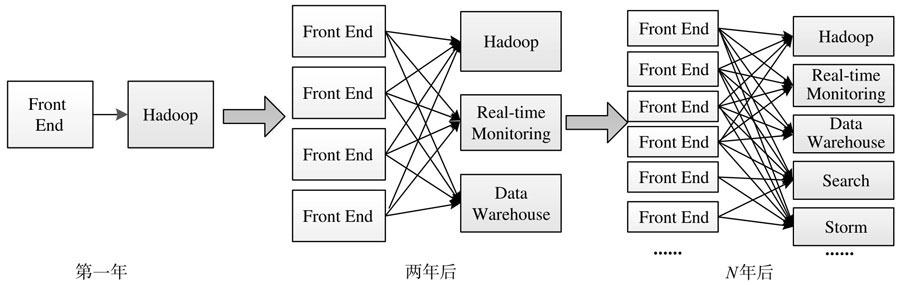 Front
End
Hadoop
第一年
Front End
Front End
Front End
Front End
Hadoop
Real-time
Monitoring
Data
Warehouse
两年后
Front End
Front End
Front End
Front End
Front End
Front End
......
Hadoop
Real-time
Monitoring
Data
Warehouse
Search
Storm
......
N年后